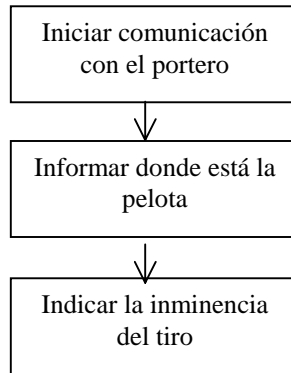 Iniciar comunicación
con el portero
Informar donde está la
pelota
Indicar la inminencia
del tiro